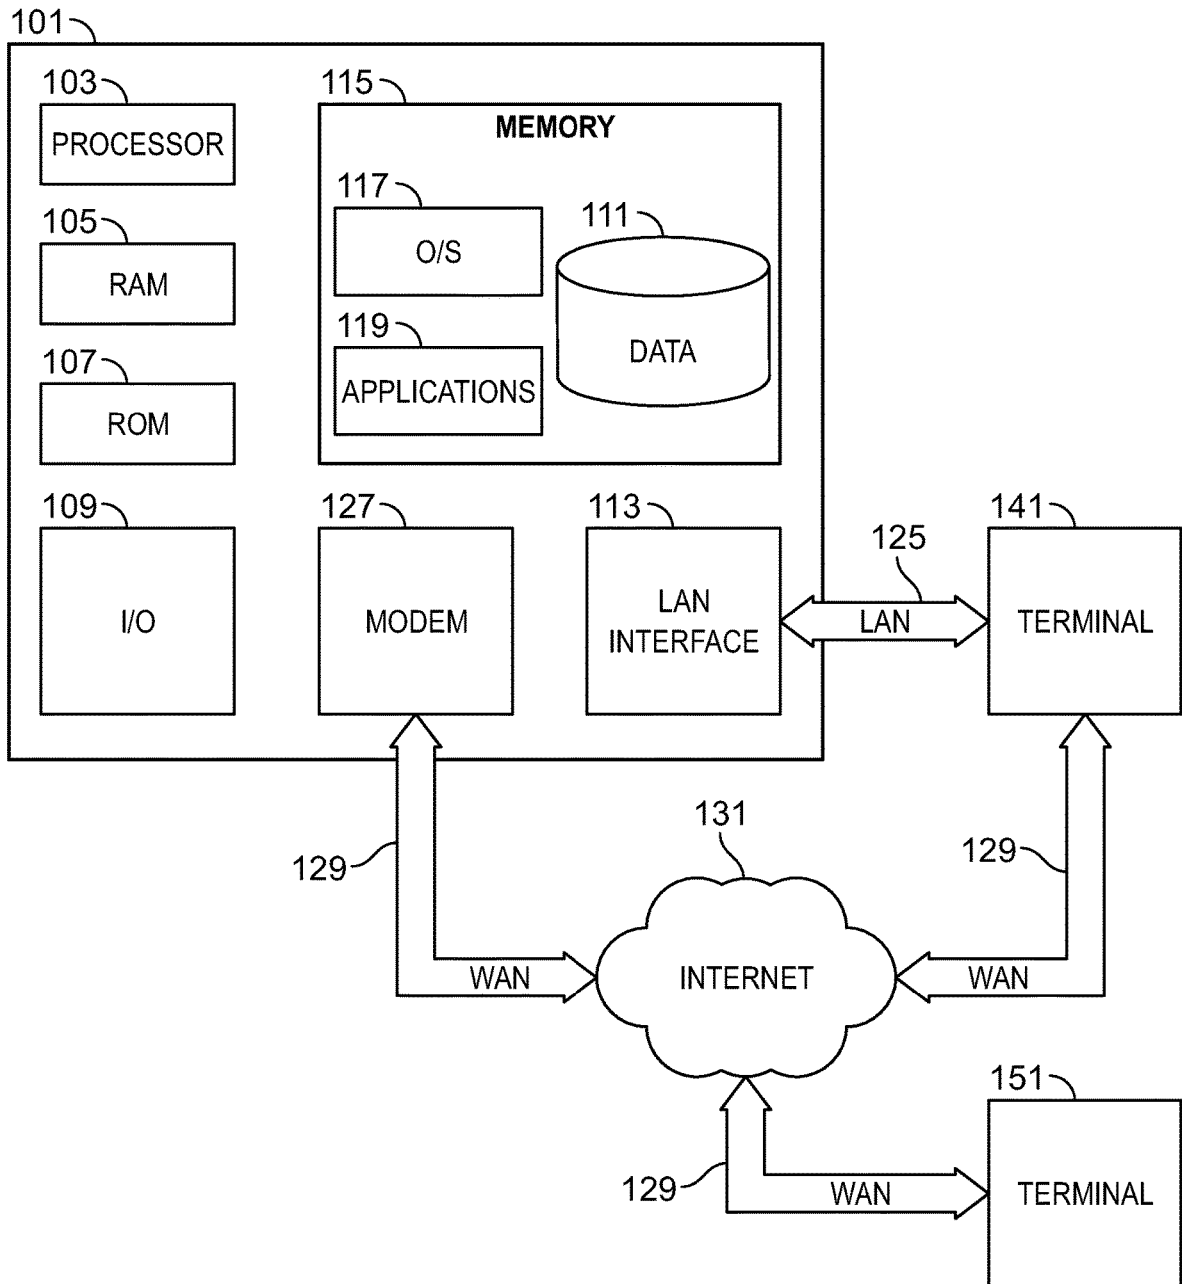 101
103
PROCESSOR
115
MEMORY
105
RAM
117
O/S
111
DATA
107
ROM
119
APPLICATIONS
109
I/O
127
MODEM
113
LAN
INTERFACE
125
LAN
141
TERMINAL
129
WAN
131
INTERNET
129
WAN
129
WAN
151
TERMINAL